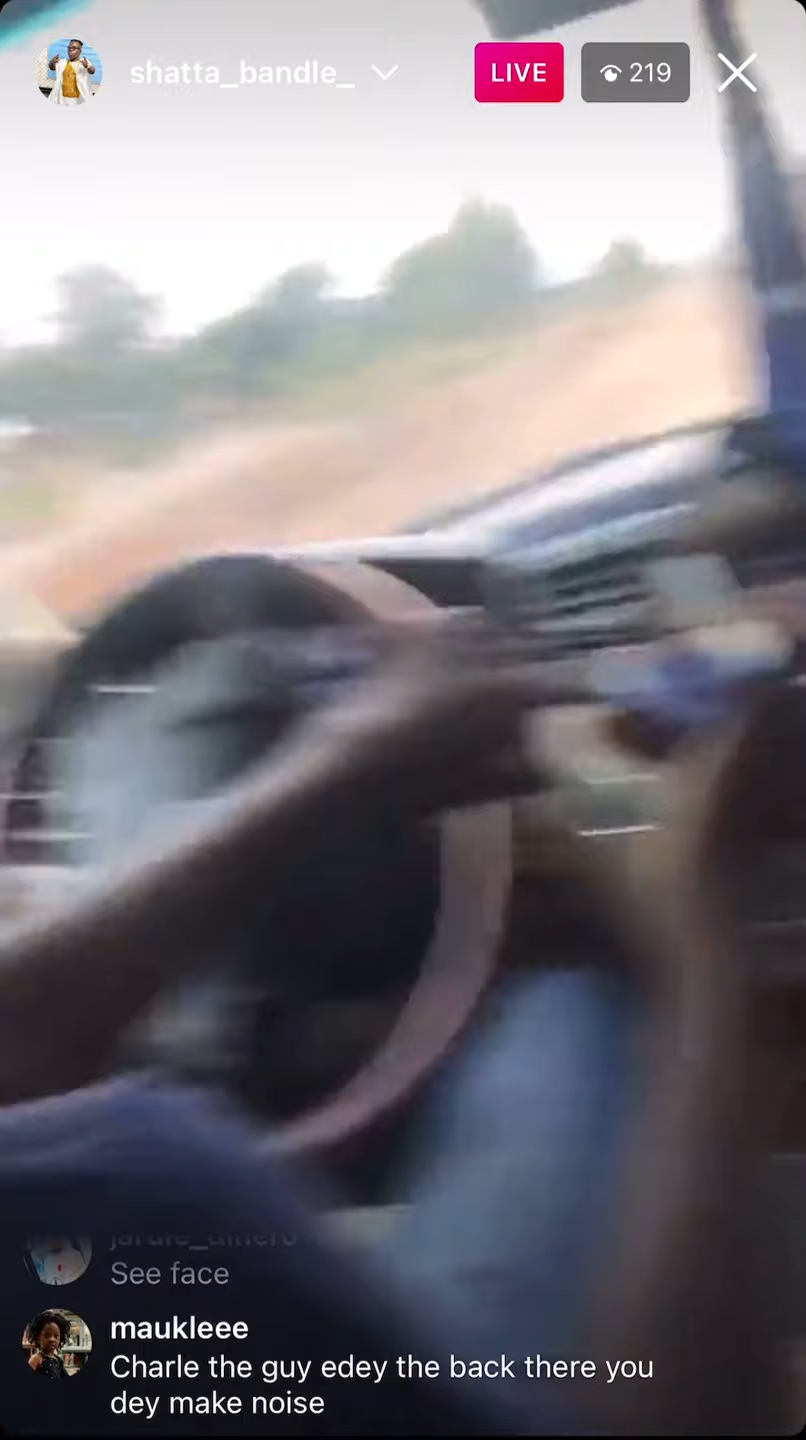 shatta_bandle_
LIVE
219
See face
maukleee
Charle the guy edey the back there you
dey make noise